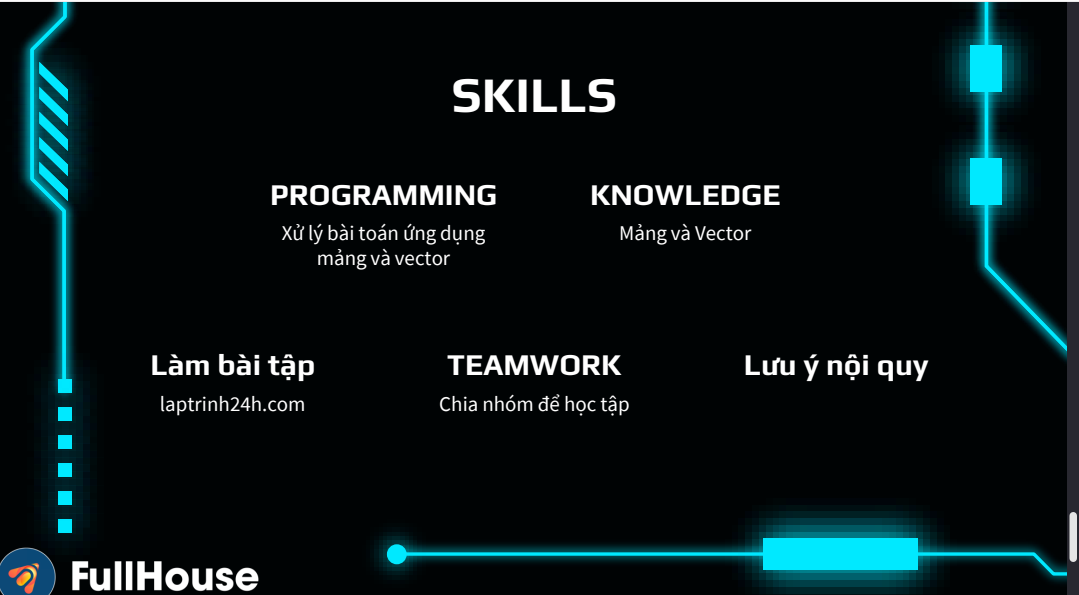 SKILLS
PROGRAMMING
Xử lý bài toán ứng dụng
mảng và vector
KNOWLEDGE
Mảng và Vector
Làm bài tập
laptrinh24h.com
TEAMWORK
Chia nhóm để học tập
Lưu ý nội quy
FullHouse